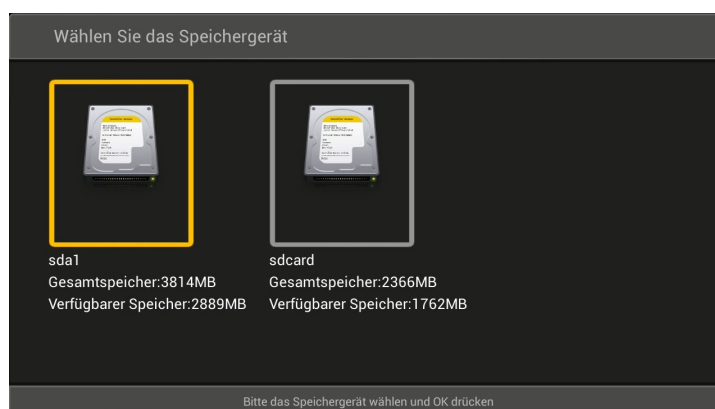 Wählen Sie das Speichergerät
sda1
Gesamtspeicher:3814MB
Verfügbarer Speicher:2889MB
sdcard
Gesamtspeicher:2366MB
Verfügbarer Speicher:1762MB
Bitte das Speichergerät wählen und OK drücken